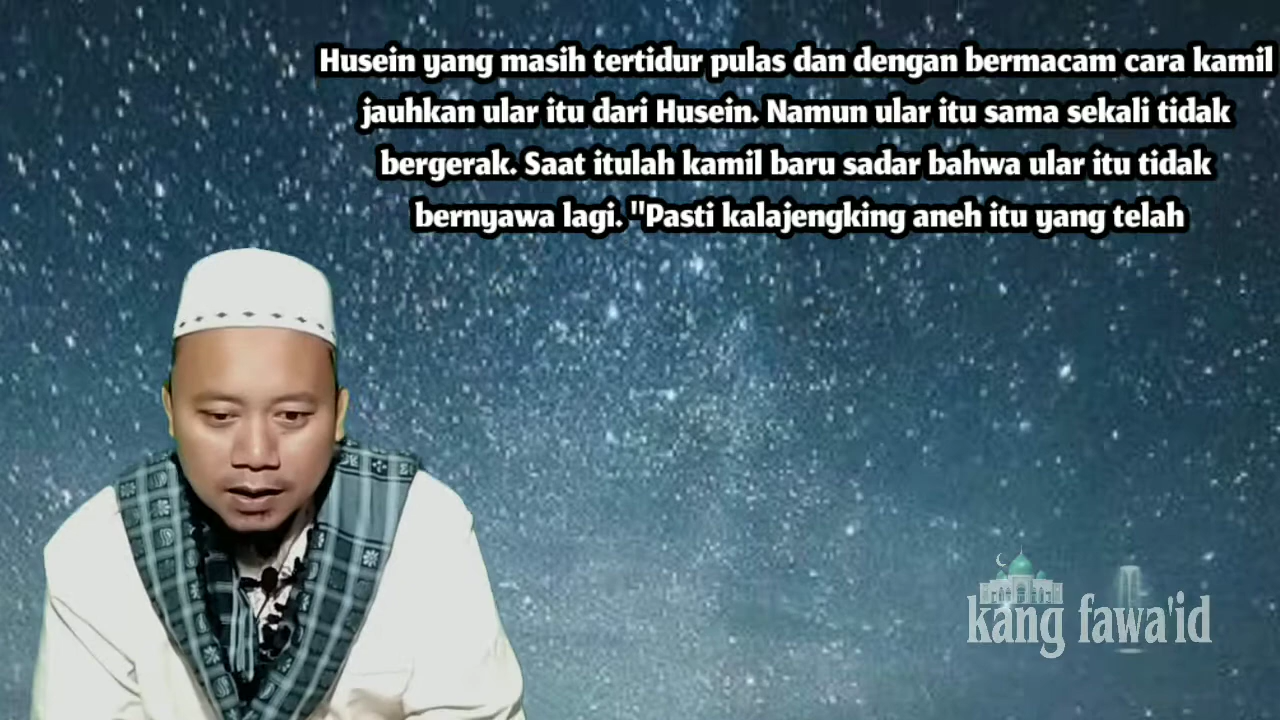 Husein yang masih tertidur pulas dan dengan bermacam cara kamil
jauhkan ular itu dari Husein. Namun ular itu sama sekali tidak
bergerak. Saat itulah kamil baru sadar bahwa ular itu tidak
bernyawa lagi. "Pasti kalajengking aneh itu yang telah
kang fawa'id